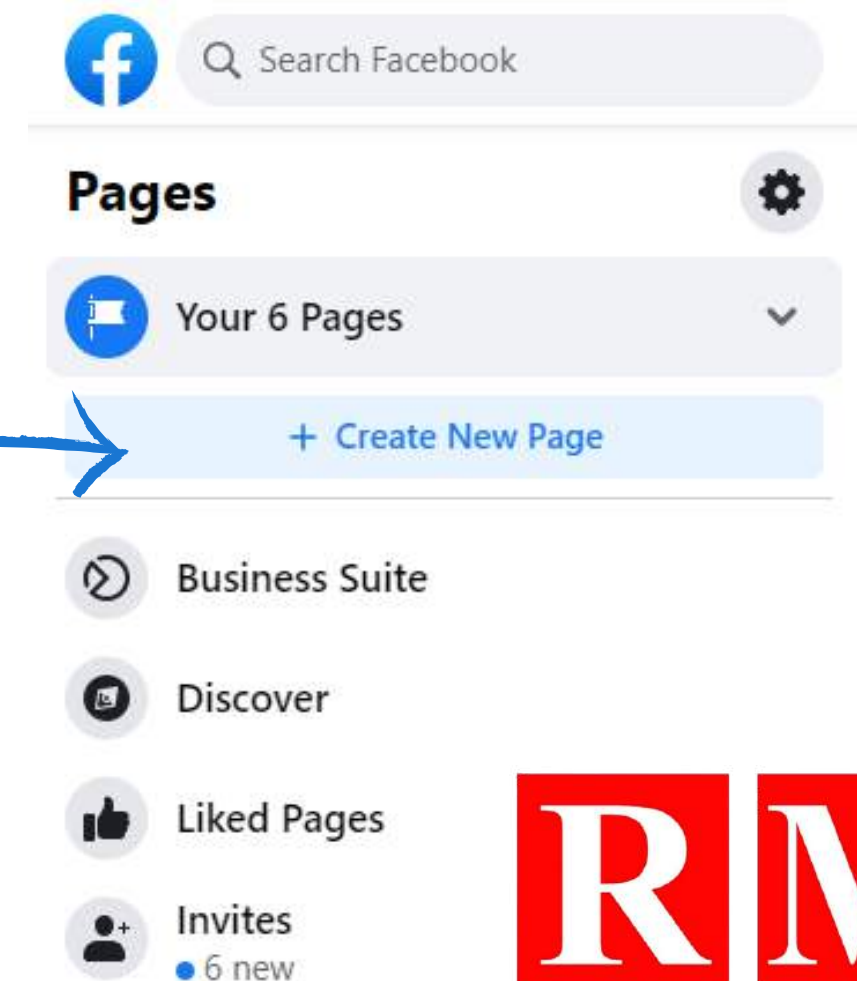 Search Facebook
Pages
Your 6 Pages
+ Create New Page
Business Suite
Discover
Liked Pages
Invites
6 new
R M